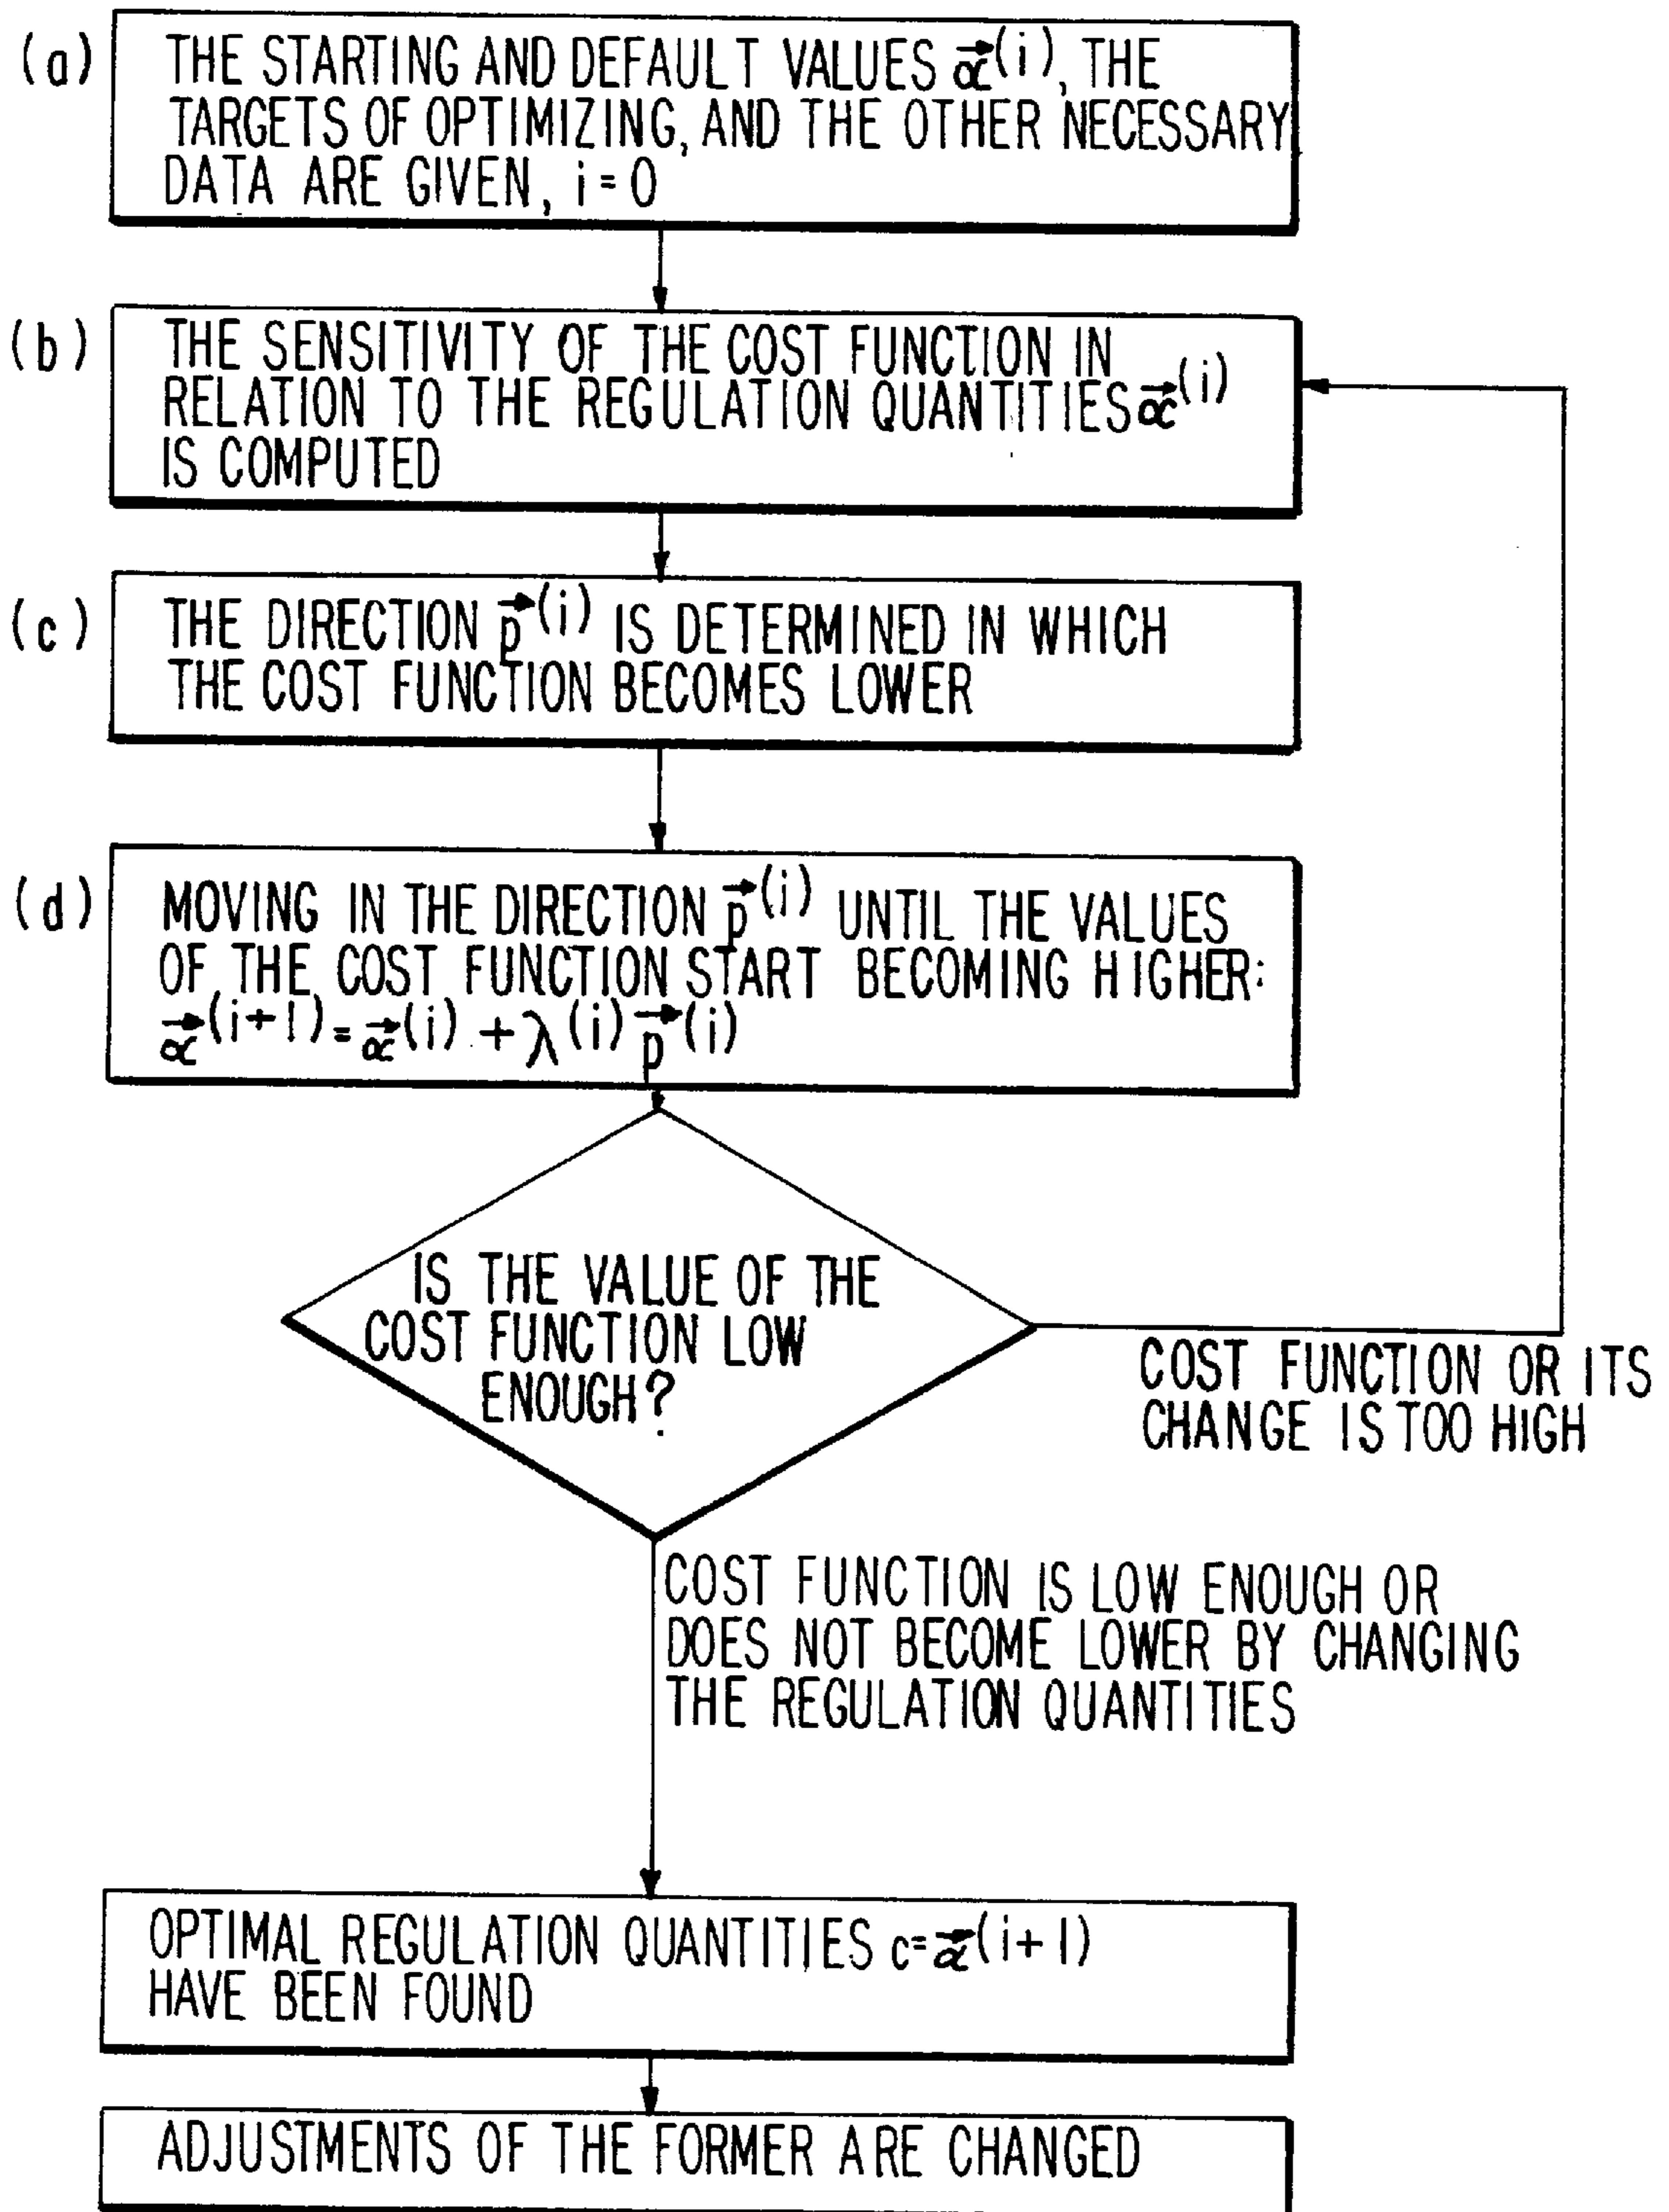 (a) THE STARTING AND DEFAULT VALUES α⃗(i), THE
TARGETS OF OPTIMIZING, AND THE OTHER NECESSARY
DATA ARE GIVEN, i = 0
(b) THE SENSITIVITY OF THE COST FUNCTION IN
RELATION TO THE REGULATION QUANTITIES α⃗(i)
IS COMPUTED
(c) THE DIRECTION p⃗(i) IS DETERMINED IN WHICH
THE COST FUNCTION BECOMES LOWER
(d) MOVING IN THE DIRECTION p⃗(i) UNTIL THE VALUES
OF THE COST FUNCTION START BECOMING HIGHER:
α⃗(i+1) = α⃗(i) + λ(i) p⃗(i)
IS THE VALUE OF THE
COST FUNCTION LOW
ENOUGH?
COST FUNCTION OR ITS
CHANGE IS TOO HIGH
COST FUNCTION IS LOW ENOUGH OR
DOES NOT BECOME LOWER BY CHANGING
THE REGULATION QUANTITIES
OPTIMAL REGULATION QUANTITIES c=α⃗(i+1)
HAVE BEEN FOUND
ADJUSTMENTS OF THE FORMER ARE CHANGED